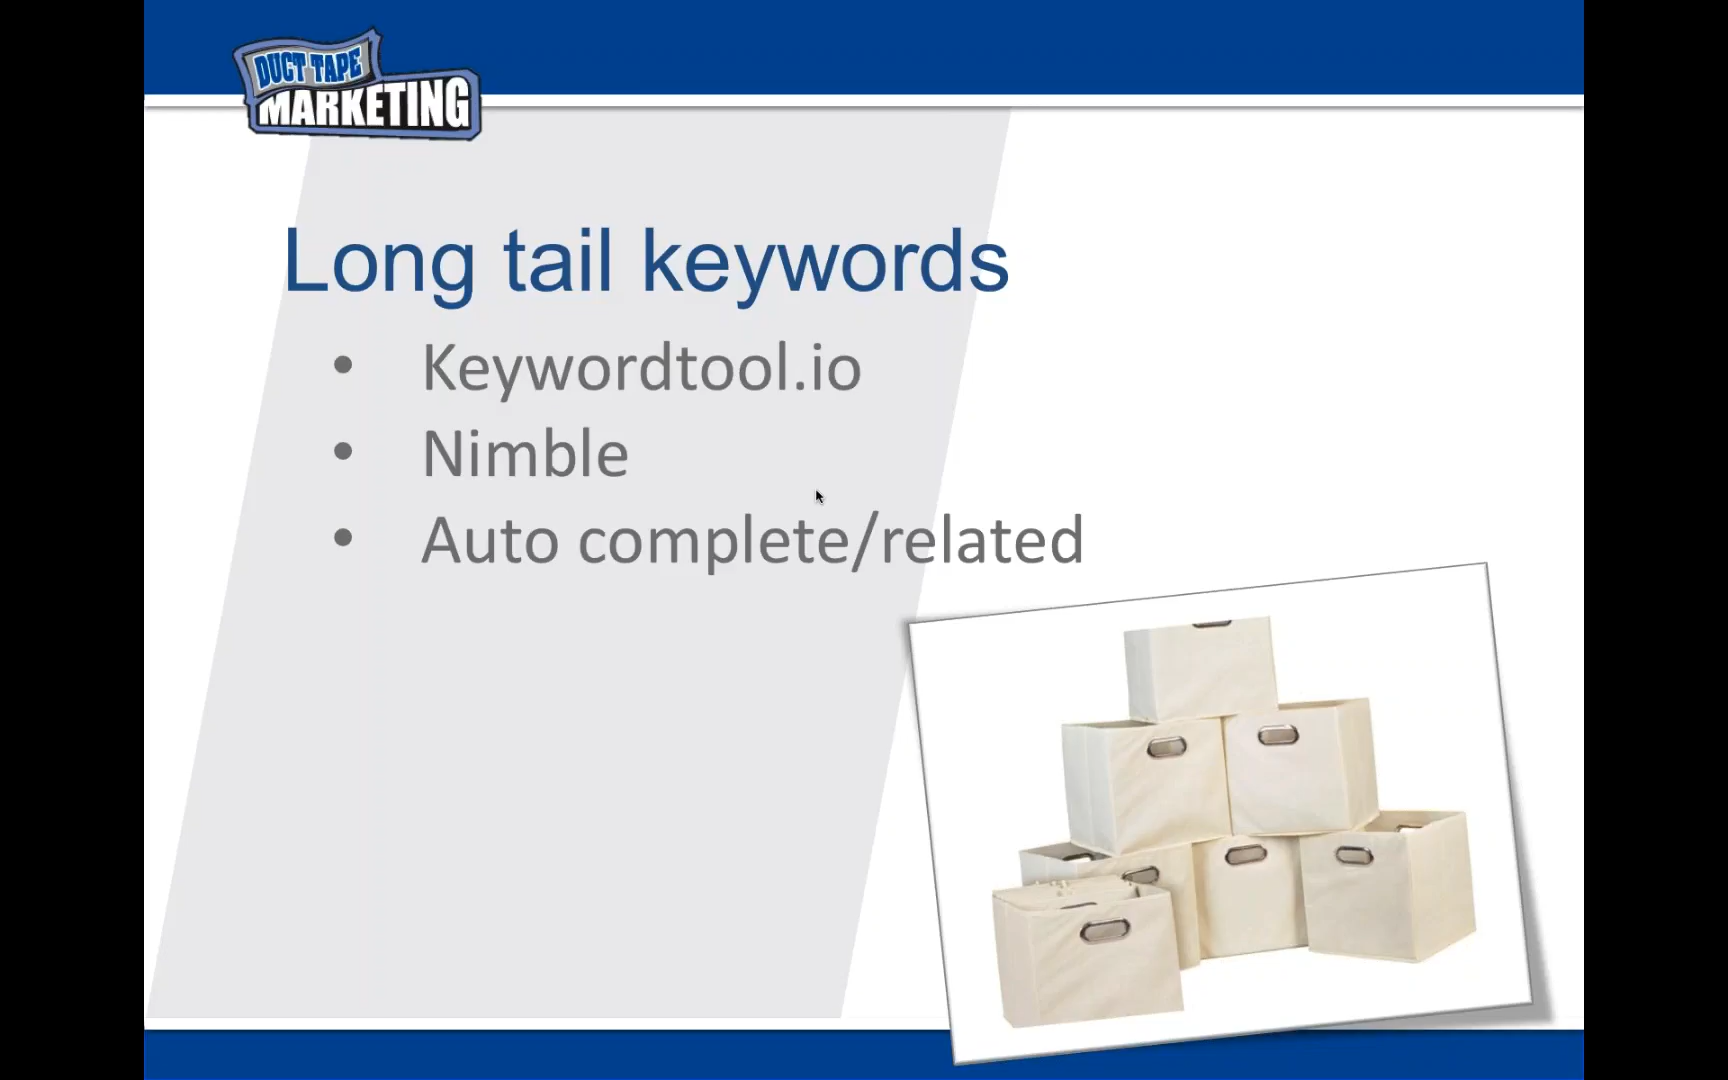 DUCT TAPE
MARKETING
Long tail keywords
• Keywordtool.io
• Nimble
• Auto complete/related